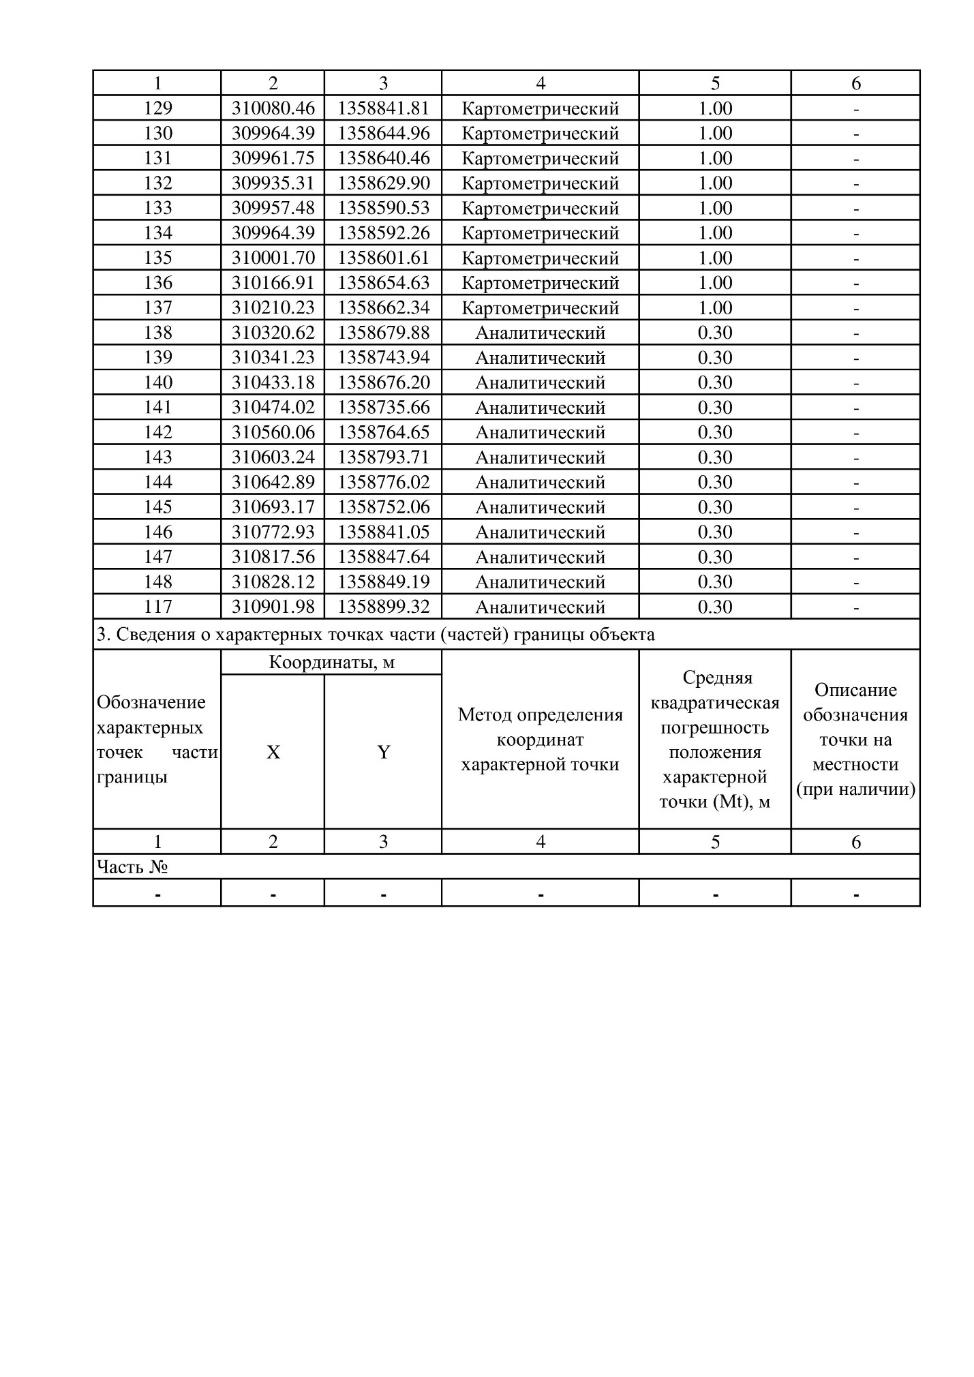 1 2 3 4 5 6
129 310080.46 1358841.81 Картометрический 1.00 -
130 309964.39 1358644.96 Картометрический 1.00 -
131 309961.75 1358640.46 Картометрический 1.00 -
132 309935.31 1358629.90 Картометрический 1.00 -
133 309957.48 1358590.53 Картометрический 1.00 -
134 309964.39 1358592.26 Картометрический 1.00 -
135 310001.70 1358601.61 Картометрический 1.00 -
136 310166.91 1358654.63 Картометрический 1.00 -
137 310210.23 1358662.34 Картометрический 1.00 -
138 310320.62 1358679.88 Аналитический 0.30 -
139 310341.23 1358743.94 Аналитический 0.30 -
140 310433.18 1358676.20 Аналитический 0.30 -
141 310474.02 1358735.66 Аналитический 0.30 -
142 310560.06 1358764.65 Аналитический 0.30 -
143 310603.24 1358793.71 Аналитический 0.30 -
144 310642.89 1358776.02 Аналитический 0.30 -
145 310693.17 1358752.06 Аналитический 0.30 -
146 310772.93 1358841.05 Аналитический 0.30 -
147 310817.56 1358847.64 Аналитический 0.30 -
148 310828.12 1358849.19 Аналитический 0.30 -
117 310901.98 1358899.32 Аналитический 0.30 -
3. Сведения о характерных точках части (частей) границы объекта
Обозначение
характерных
точек части
границы
Координаты, м
X Y
Метод определения
координат
характерной точки
Средняя
квадратическая
погрешность
положения
характерной
точки (Mt), м
Описание
обозначения
точки на
местности
(при наличии)
1 2 3 4 5 6
Часть №
- - - - - -